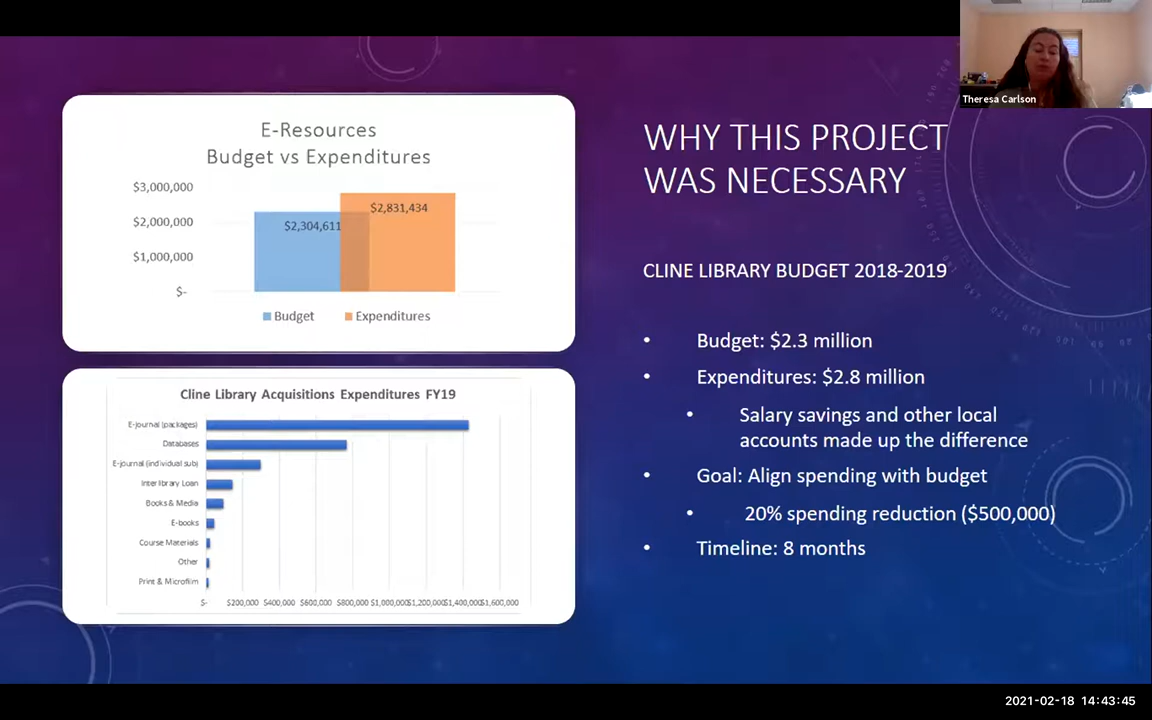 Theresa Carlson
E-Resources
Budget vs Expenditures
$3,000,000
$2,000,000
$1,000,000
$-
$2,304,611
$2,831,434
Budget
Expenditures
Cline Library Acquisitions Expenditures FY19
E-journal (packages)
Databases
E-journal (individual sub)
Inter library Loan
Books & Media
E-books
Course Materials
Other
Print & Microfilm
$- $200,000 $400,000 $600,000 $800,000 $1,000,000 $1,200,000 $1,400,000 $1,600,000
WHY THIS PROJECT
WAS NECESSARY
CLINE LIBRARY BUDGET 2018-2019
• Budget: $2.3 million
• Expenditures: $2.8 million
• Salary savings and other local
accounts made up the difference
• Goal: Align spending with budget
• 20% spending reduction ($500,000)
• Timeline: 8 months
2021-02-18 14:43:45